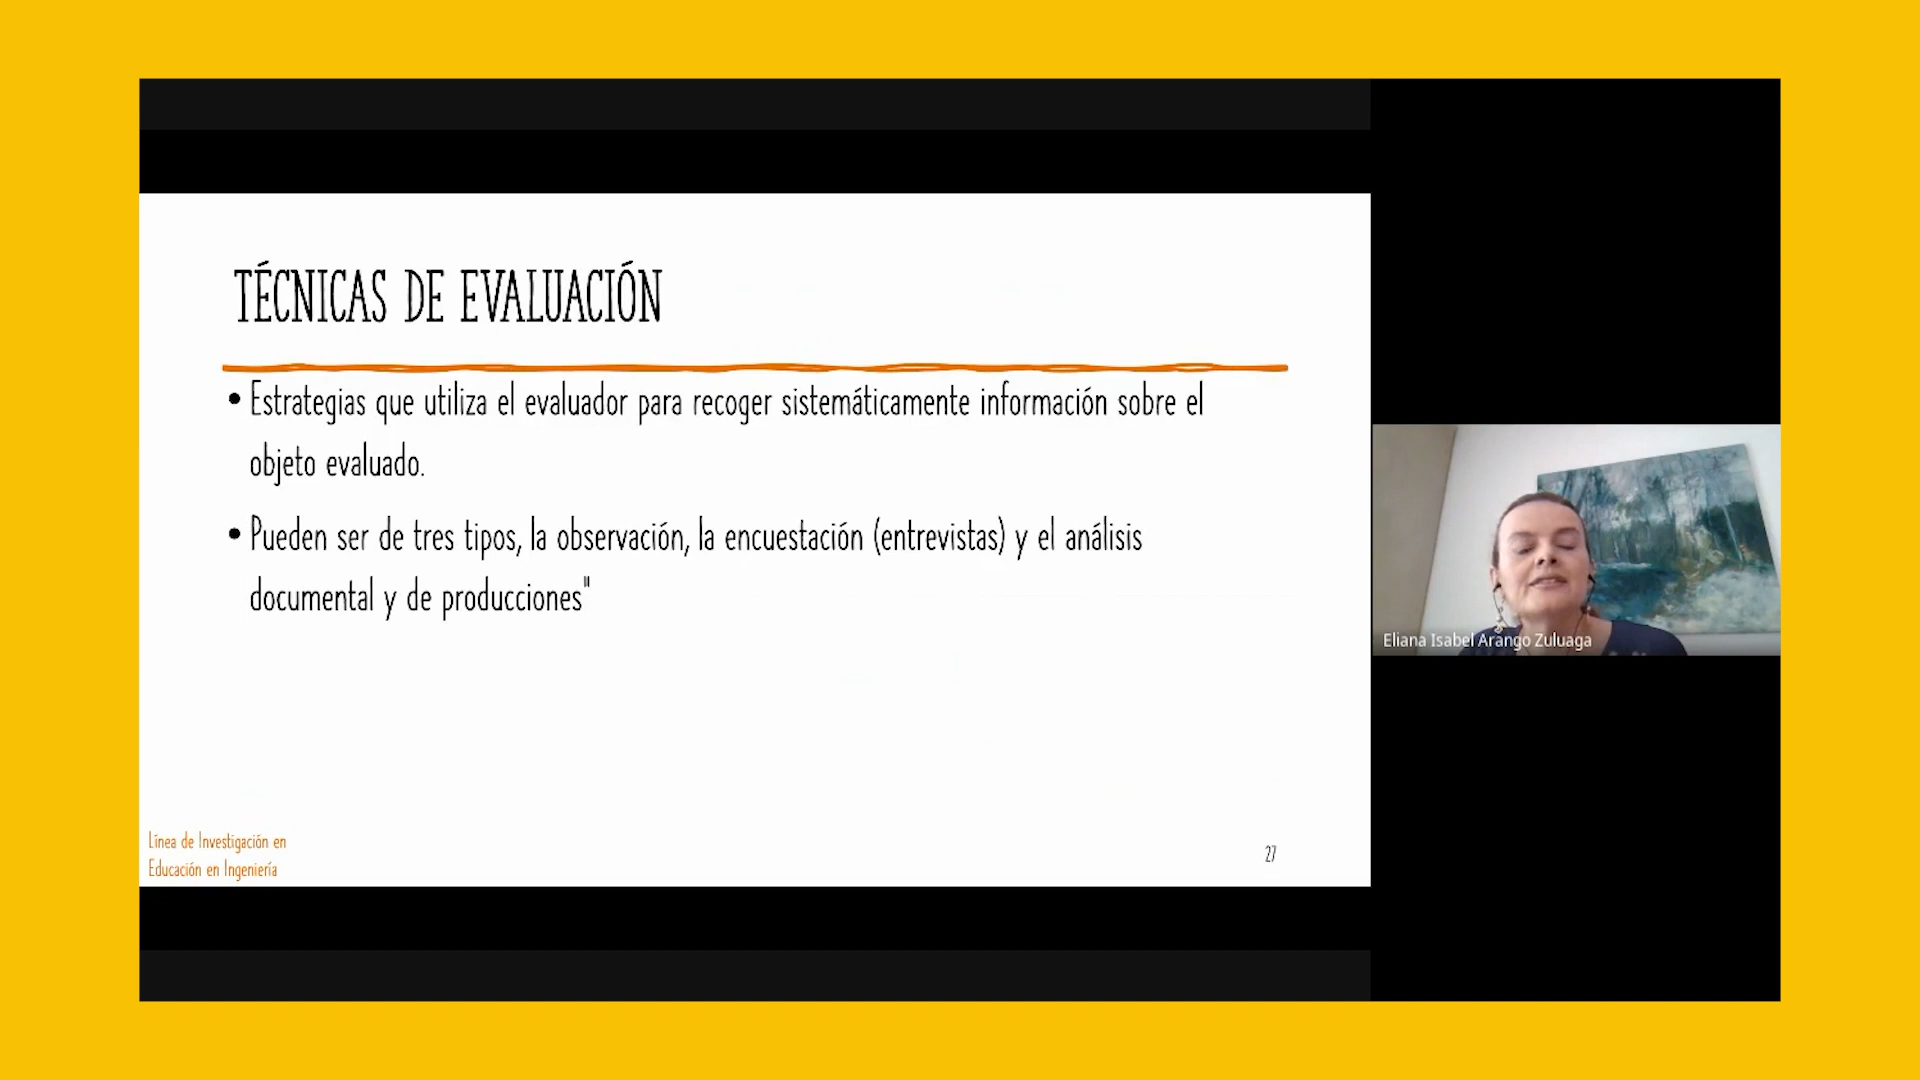 TÉCNICAS DE EVALUACIÓN
• Estrategias que utiliza el evaluador para recoger sistemáticamente información sobre el
objeto evaluado.
• Pueden ser de tres tipos, la observación, la encuestación (entrevistas) y el análisis
documental y de producciones"
Eliana Isabel Arango Zuluaga
Línea de Investigación en
Educación en Ingeniería
27